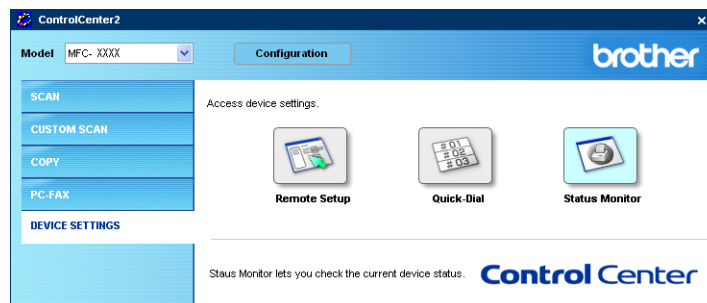 ControlCenter2
Model MFC- XXXX Configuration
brother
SCAN
CUSTOM SCAN
COPY
PC-FAX
DEVICE SETTINGS
Access device settings.
# 01
# 02
# 03
Remote Setup Quick-Dial Status Monitor
Staus Monitor lets you check the current device status.
Control Center